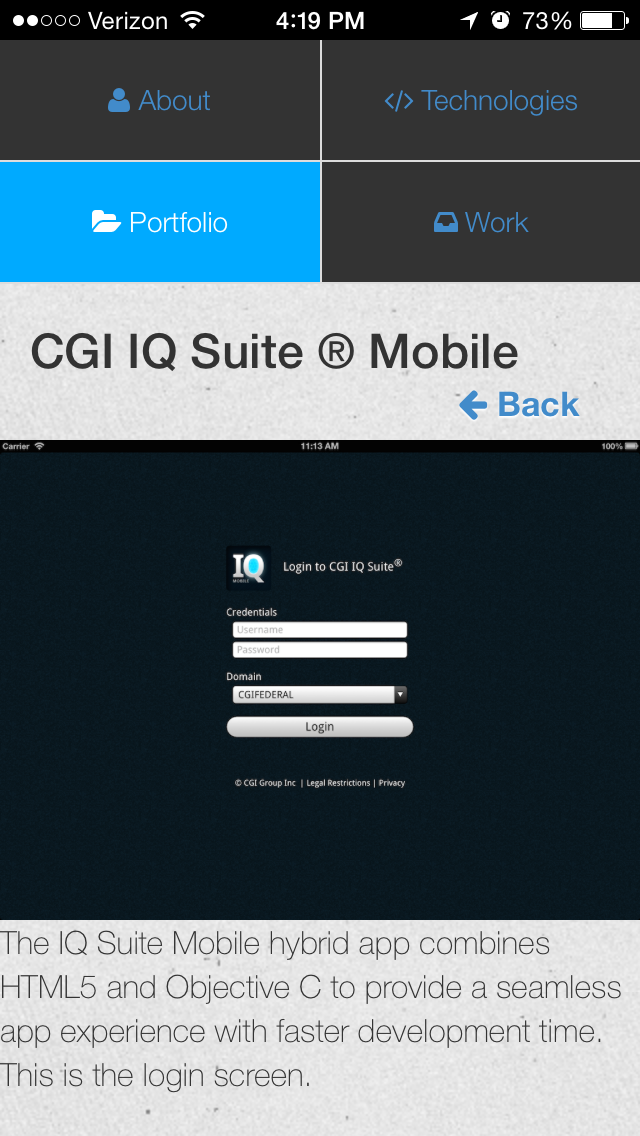 Verizon 4:19 PM 73%
About
Technologies
Portfolio
Work
CGI IQ Suite ® Mobile
Back
Carrier 11:13 AM 100%
IQ
MOBILE
Login to CGI IQ Suite®
Credentials
Username
Password
Domain
CGIFEDERAL
Login
© CGI Group Inc | Legal Restrictions | Privacy
The IQ Suite Mobile hybrid app combines
HTML5 and Objective C to provide a seamless
app experience with faster development time.
This is the login screen.